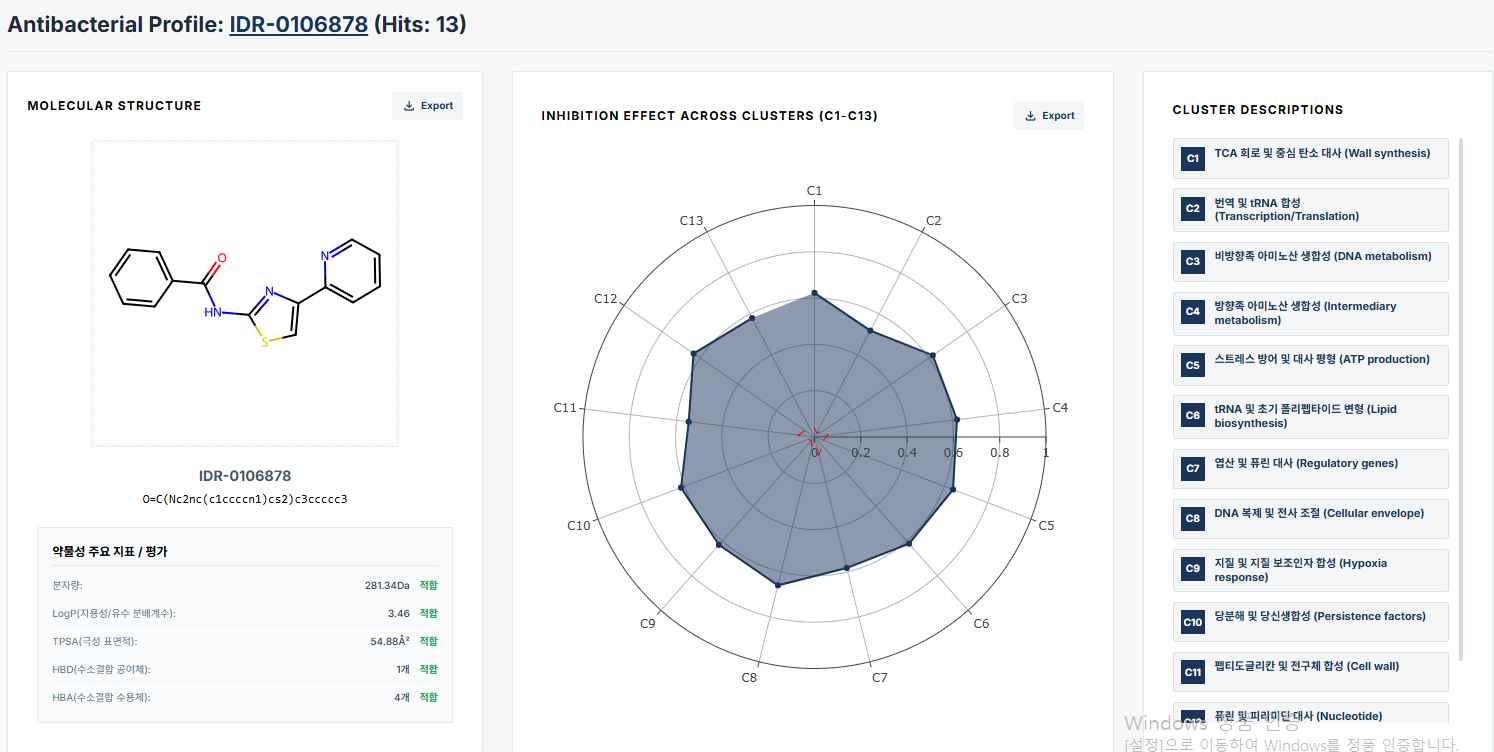 Antibacterial Profile: IDR-0106878 (Hits: 13)
MOLECULAR STRUCTURE
Export
O
N
N
HN
S
IDR-0106878
O=C(Nc2nc(c1ccccn1)cs2)c3ccccc3
약물성 주요 지표 / 평가
분자량: 281.34Da 적합
LogP(지용성/유수 분배계수): 3.46 적합
TPSA(극성 표면적): 54.88Å² 적합
HBD(수소결합 공여체): 1개 적합
HBA(수소결합 수용체): 4개 적합
INHIBITION EFFECT ACROSS CLUSTERS (C1-C13)
Export
C1
C2
C3
C4
C5
C6
C7
C8
C9
C10
C11
C12
C13
0 0.2 0.4 0.6 0.8 1
CLUSTER DESCRIPTIONS
C1 TCA 회로 및 중심 탄소 대사 (Wall synthesis)
C2 번역 및 tRNA 합성
(Transcription/Translation)
C3 비방향족 아미노산 생합성 (DNA metabolism)
C4 방향족 아미노산 생합성 (Intermediary
metabolism)
C5 스트레스 방어 및 대사 평형 (ATP production)
C6 tRNA 및 초기 폴리펩타이드 변형 (Lipid
biosynthesis)
C7 엽산 및 퓨린 대사 (Regulatory genes)
C8 DNA 복제 및 전사 조절 (Cellular envelope)
C9 지질 및 지질 보조인자 합성 (Hypoxia
response)
C10 당분해 및 당신생합성 (Persistence factors)
C11 펩티도글리칸 및 전구체 합성 (Cell wall)
C12 퓨린 및 피리미딘 대사 (Nucleotide)
Windows 정품 인증
[설정]으로 이동하여 Windows를 정품 인증합니다.